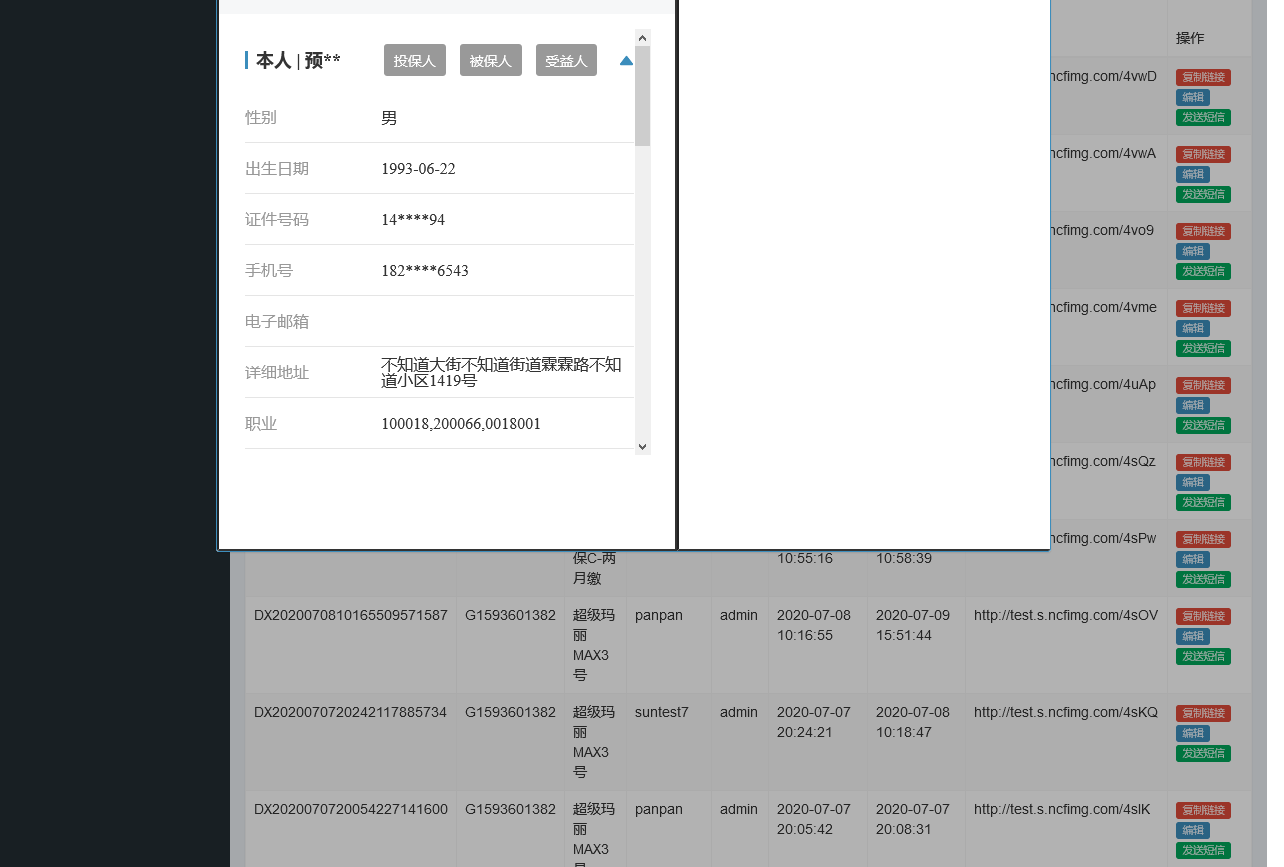 本人 | 预**
投保人
被保人
受益人
性别 男
出生日期 1993-06-22
证件号码 14****94
手机号 182****6543
电子邮箱
详细地址 不知道大街不知道街道霖霖路不知
道小区1419号
职业 100018,200066,0018001
操作
ncfimg.com/4vwD
复制链接
编辑
发送短信
ncfimg.com/4vwA
复制链接
编辑
发送短信
ncfimg.com/4vo9
复制链接
编辑
发送短信
ncfimg.com/4vme
复制链接
编辑
发送短信
ncfimg.com/4uAp
复制链接
编辑
发送短信
ncfimg.com/4sQz
复制链接
编辑
发送短信
ncfimg.com/4sPw
复制链接
保C-两 10:55:16 10:58:39
编辑
月缴
发送短信
DX2020070810165509571587 G1593601382 超级玛 panpan admin 2020-07-08 2020-07-09 http://test.s.ncfimg.com/4sOV 复制链接
丽 10:16:55 15:51:44 编辑
MAX3 发送短信
号
DX2020070720242117885734 G1593601382 超级玛 suntest7 admin 2020-07-07 2020-07-08 http://test.s.ncfimg.com/4sKQ 复制链接
丽 20:24:21 10:18:47 编辑
MAX3 发送短信
号
DX2020070720054227141600 G1593601382 超级玛 panpan admin 2020-07-07 2020-07-07 http://test.s.ncfimg.com/4slK 复制链接
丽 20:05:42 20:08:31 编辑
MAX3 发送短信